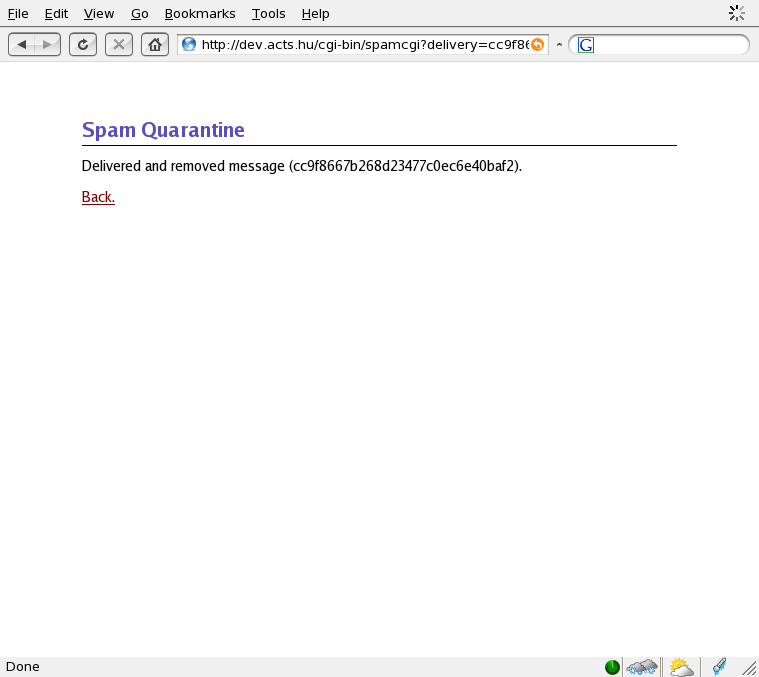 File Edit View Go Bookmarks Tools Help
http://dev.acts.hu/cgi-bin/spamcgi?delivery=cc9f86
G
Spam Quarantine
Delivered and removed message (cc9f8667b268d23477c0ec6e40baf2).
Back.
Done